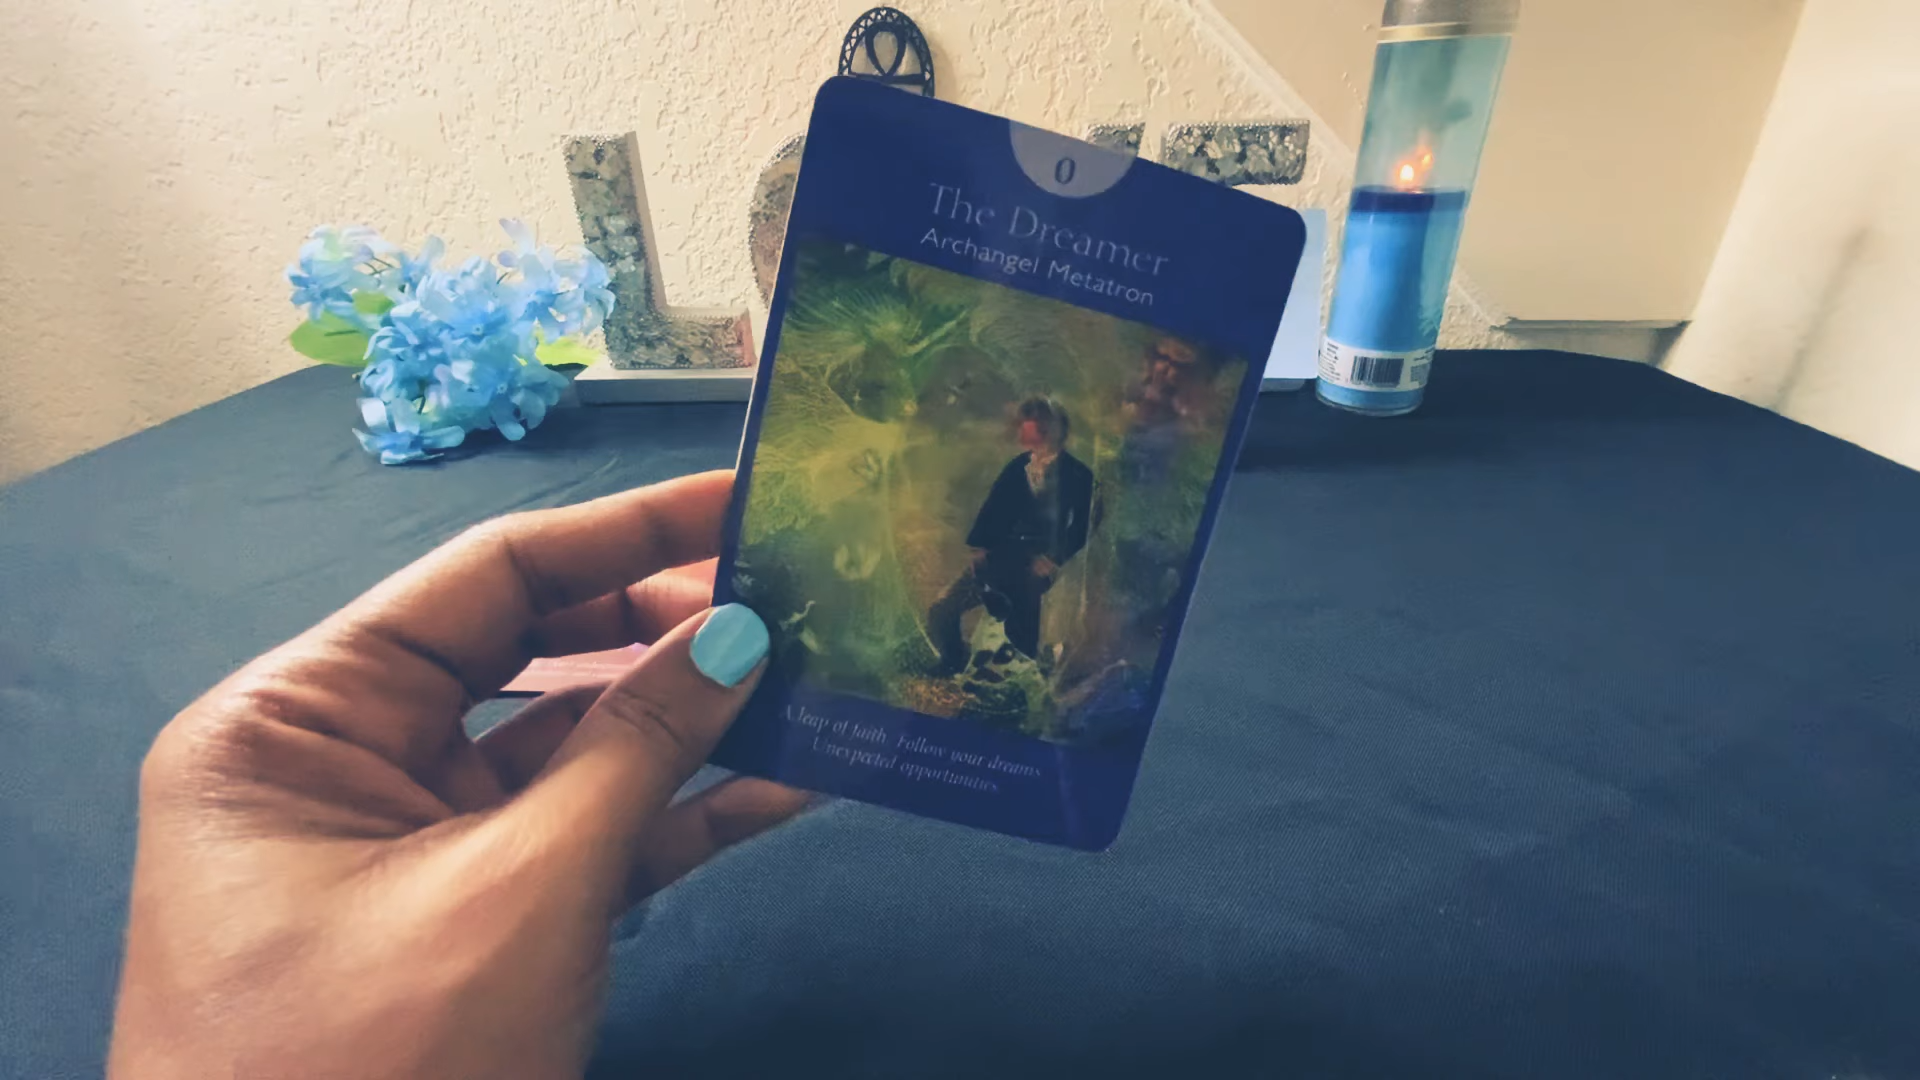 0
The Dreamer
Archangel Metatron
A leap of faith. Follow your dreams
Unexpected opportunities